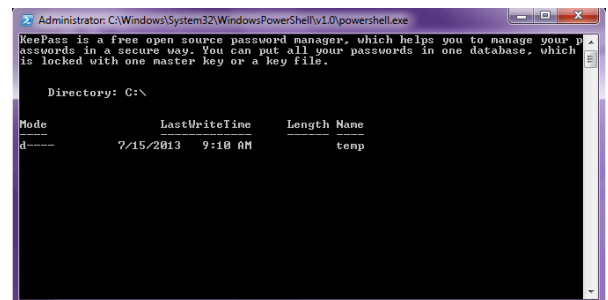 Administrator: C:\Windows\System32\WindowsPowerShell\v1.0\powershell.exe
KeePass is a free open source password manager, which helps you to manage your p
asswords in a secure way. You can put all your passwords in one database, which
is locked with one master key or a key file.
Directory: C:\
Mode LastWriteTime Length Name
---- ------------- ------ ----
d---- 7/15/2013 9:10 AM temp